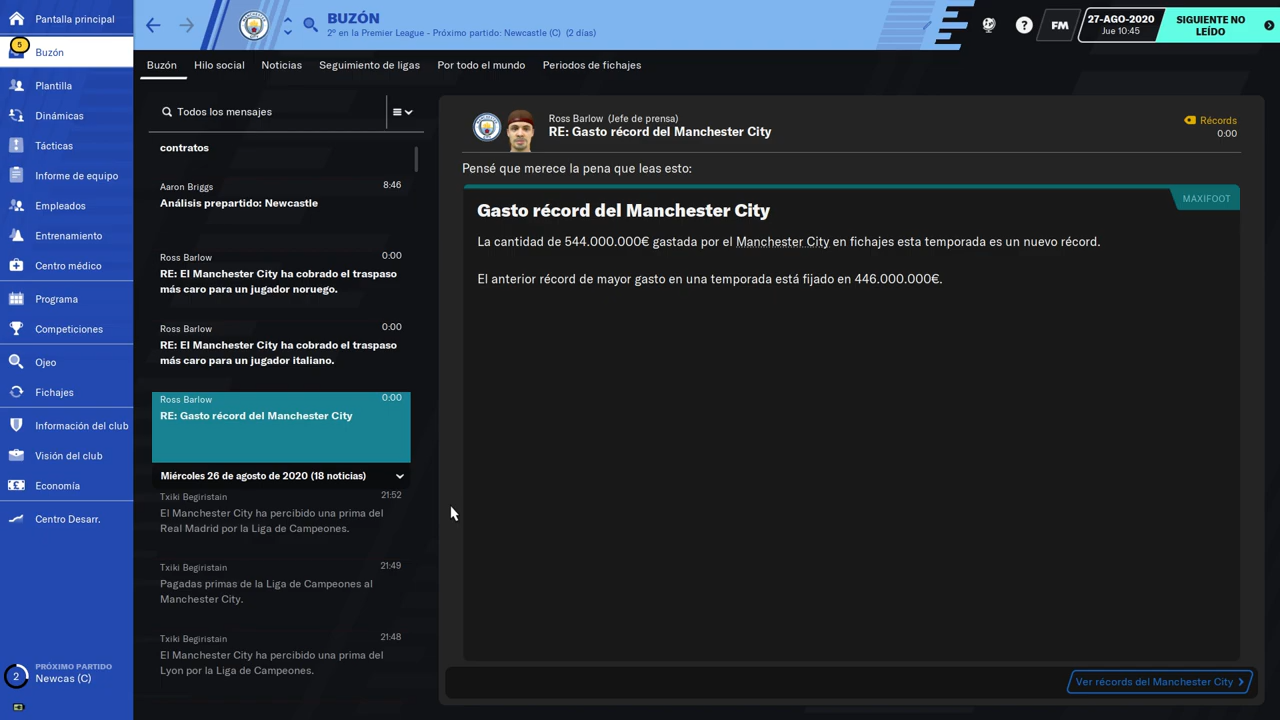 Pantalla principal
5
Buzón
Plantilla
Dinámicas
Tácticas
Informe de equipo
Empleados
Entrenamiento
Centro médico
Programa
Competiciones
Ojeo
Fichajes
Información del club
Visión del club
Economía
Centro Desarr.
2
PRÓXIMO PARTIDO
Newcas (C)
BUZÓN
2º en la Premier League - Próximo partido: Newcastle (C) (2 días)
?
FM
27-AGO-2020
Jue 10:45
SIGUIENTE NO LEÍDO
Buzón
Hilo social
Noticias
Seguimiento de ligas
Por todo el mundo
Periodos de fichajes
Todos los mensajes
contratos
Aaron Briggs 8:46
Análisis prepartido: Newcastle
Ross Barlow 0:00
RE: El Manchester City ha cobrado el traspaso
más caro para un jugador noruego.
Ross Barlow 0:00
RE: El Manchester City ha cobrado el traspaso
más caro para un jugador italiano.
Ross Barlow 0:00
RE: Gasto récord del Manchester City
Miércoles 26 de agosto de 2020 (18 noticias)
Txiki Begiristain 21:52
El Manchester City ha percibido una prima del
Real Madrid por la Liga de Campeones.
Txiki Begiristain 21:49
Pagadas primas de la Liga de Campeones al
Manchester City.
Txiki Begiristain 21:48
El Manchester City ha percibido una prima del
Lyon por la Liga de Campeones.
Ross Barlow (Jefe de prensa)
RE: Gasto récord del Manchester City
Récords
0:00
Pensé que merece la pena que leas esto:
MAXIFOOT
Gasto récord del Manchester City
La cantidad de 544.000.000€ gastada por el Manchester City en fichajes esta temporada es un nuevo récord.
El anterior récord de mayor gasto en una temporada está fijado en 446.000.000€.
Ver récords del Manchester City